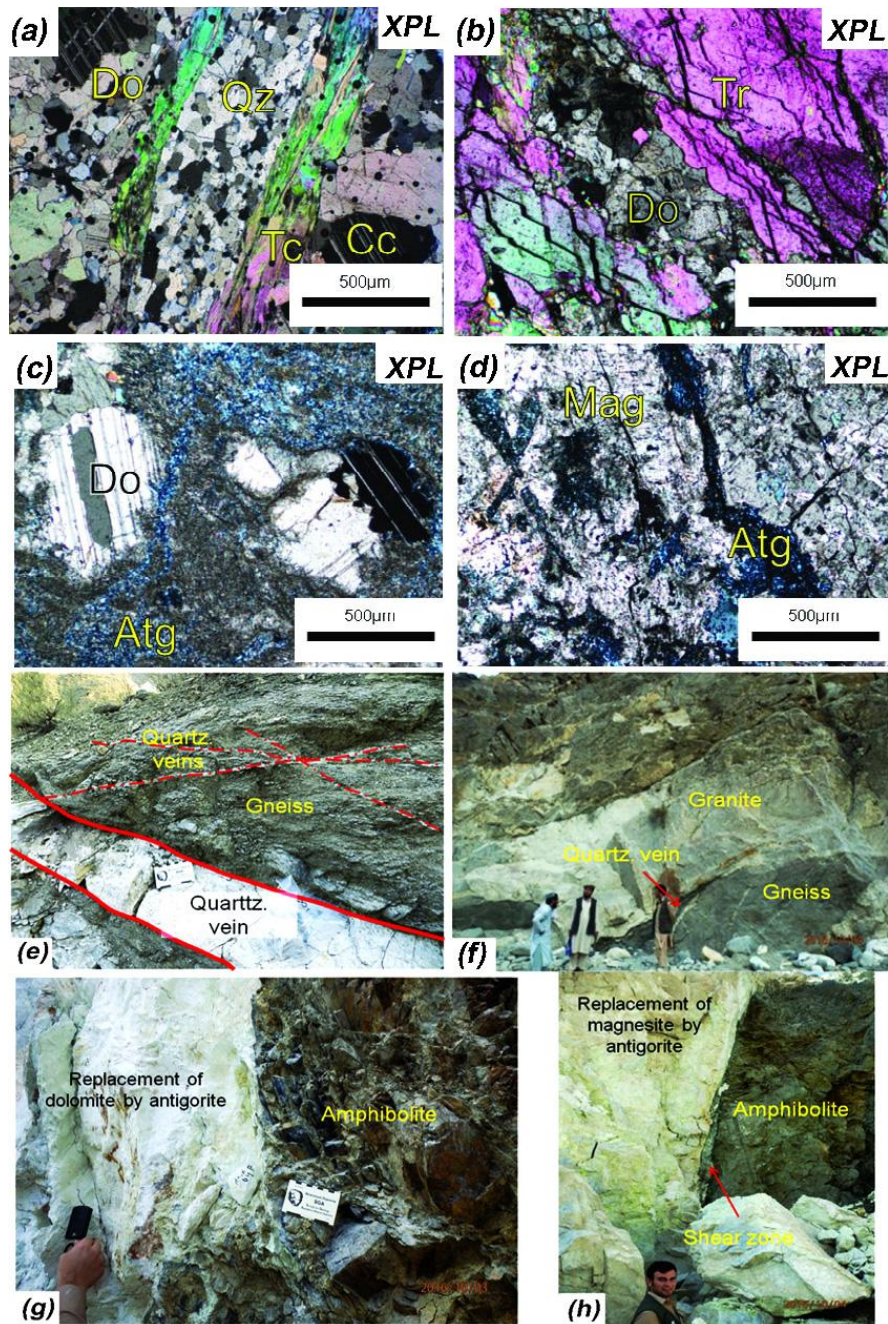 (a)
XPL
Do
Qz
Tc
Cc
500µm
(b)
XPL
Tr
Do
500µm
(c)
XPL
Do
Atg
500µm
(d)
XPL
Mag
Atg
500µm
Quartz.
veins
Gneiss
Quarttz.
vein
(e)
Granite
Quartz. vein
Gneiss
(f)
Replacement of
dolomite by antigorite
Amphibolite
SGA
(g)
Replacement of
magnesite by
antigorite
Amphibolite
Shear zone
(h)